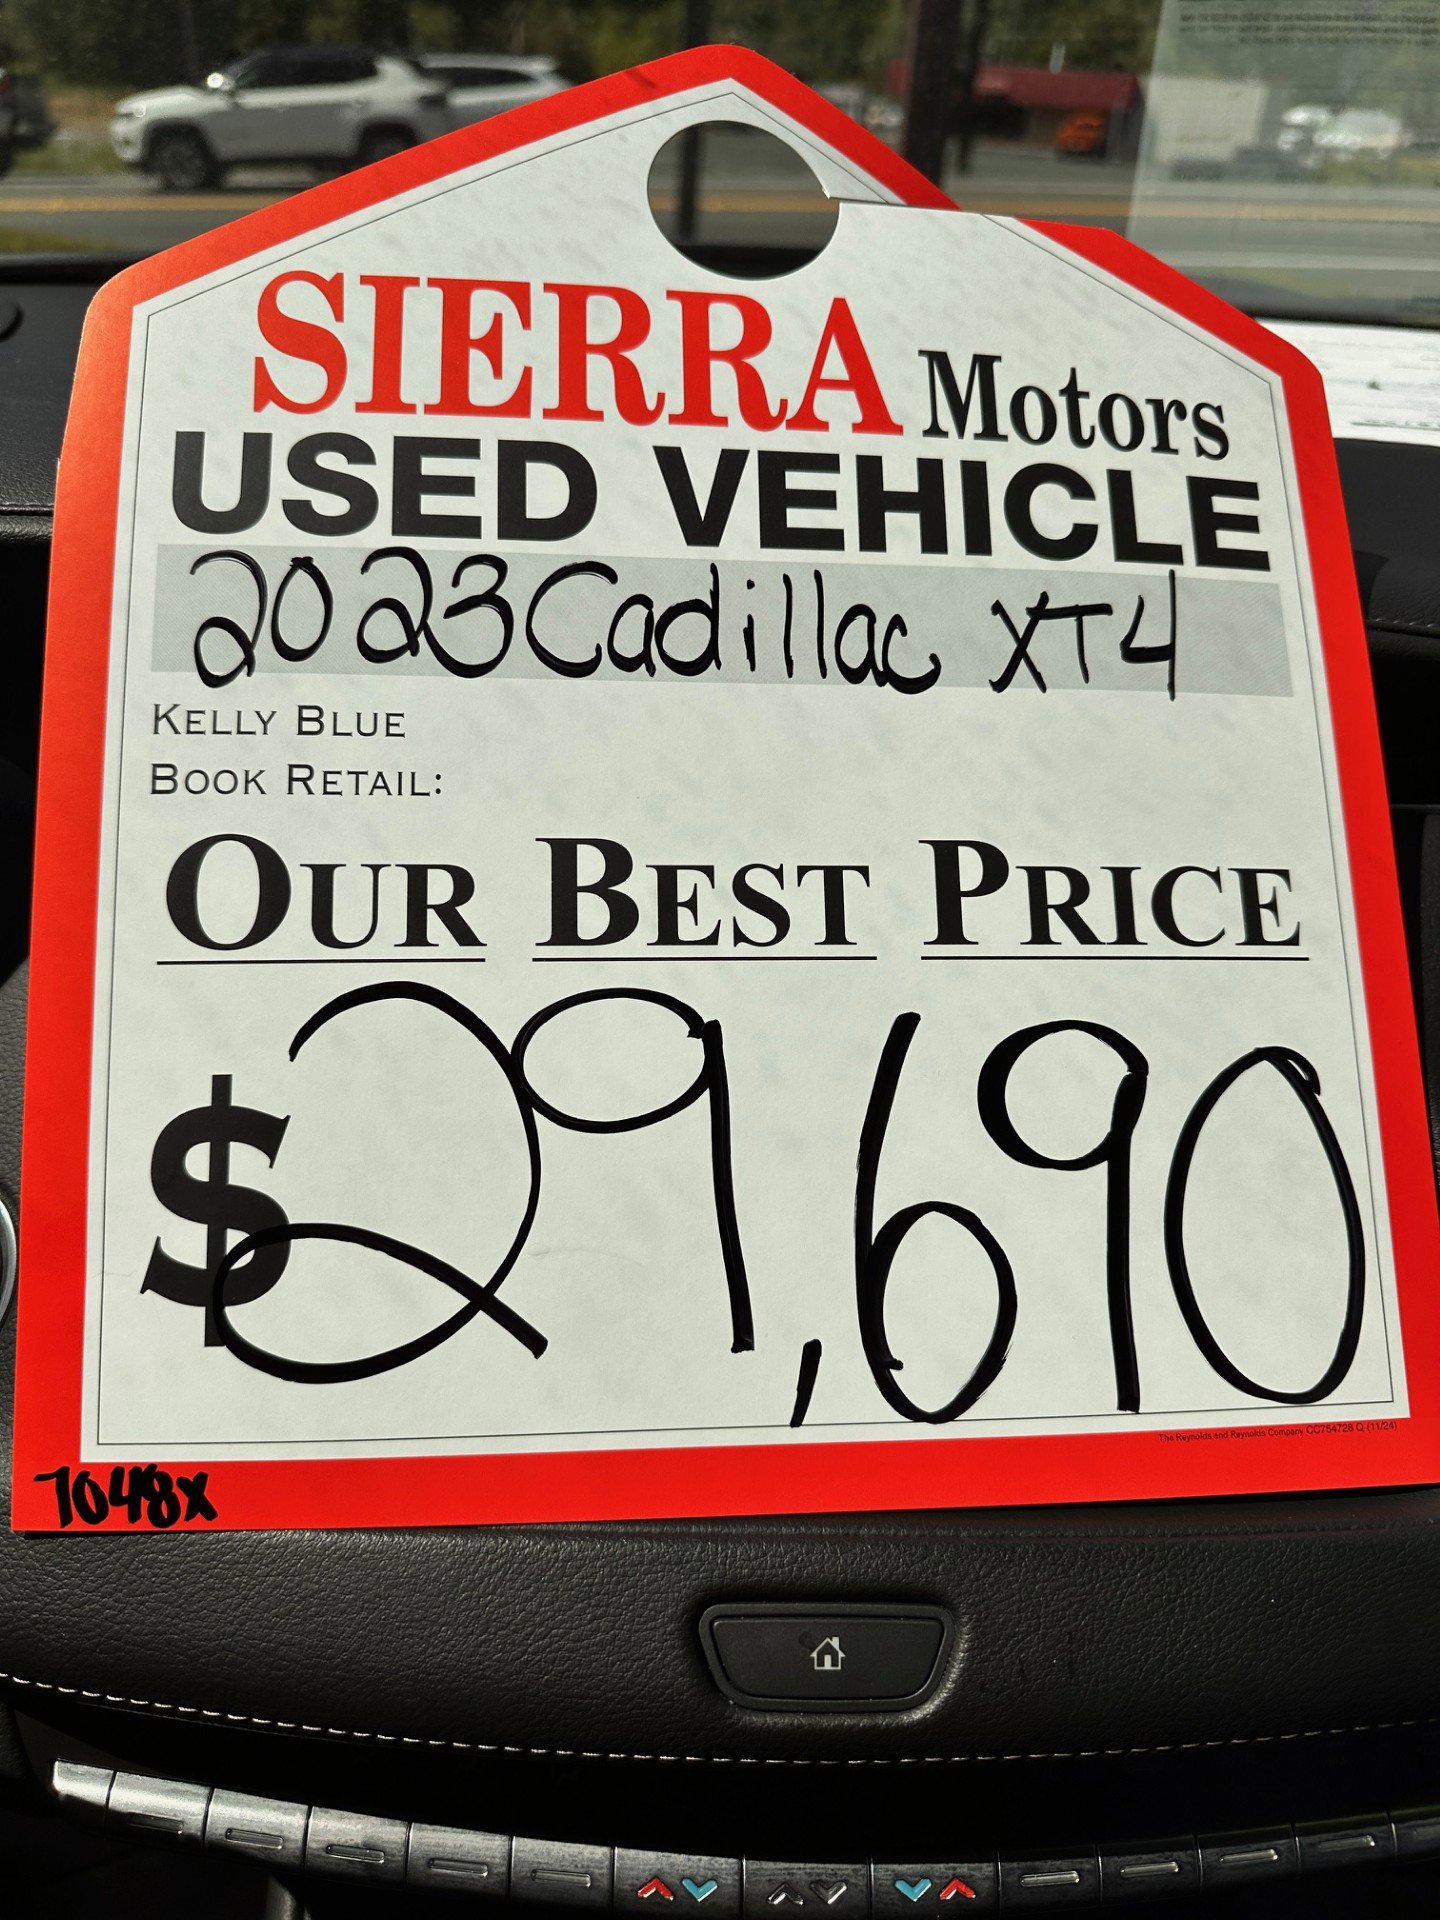 SIERRA Motors
USED VEHICLE
2023 Cadillac XT4
KELLY BLUE
BOOK RETAIL:
OUR BEST PRICE
$29,690
The Reynolds and Reynolds Company CC754728 Q (11/24)
7048X